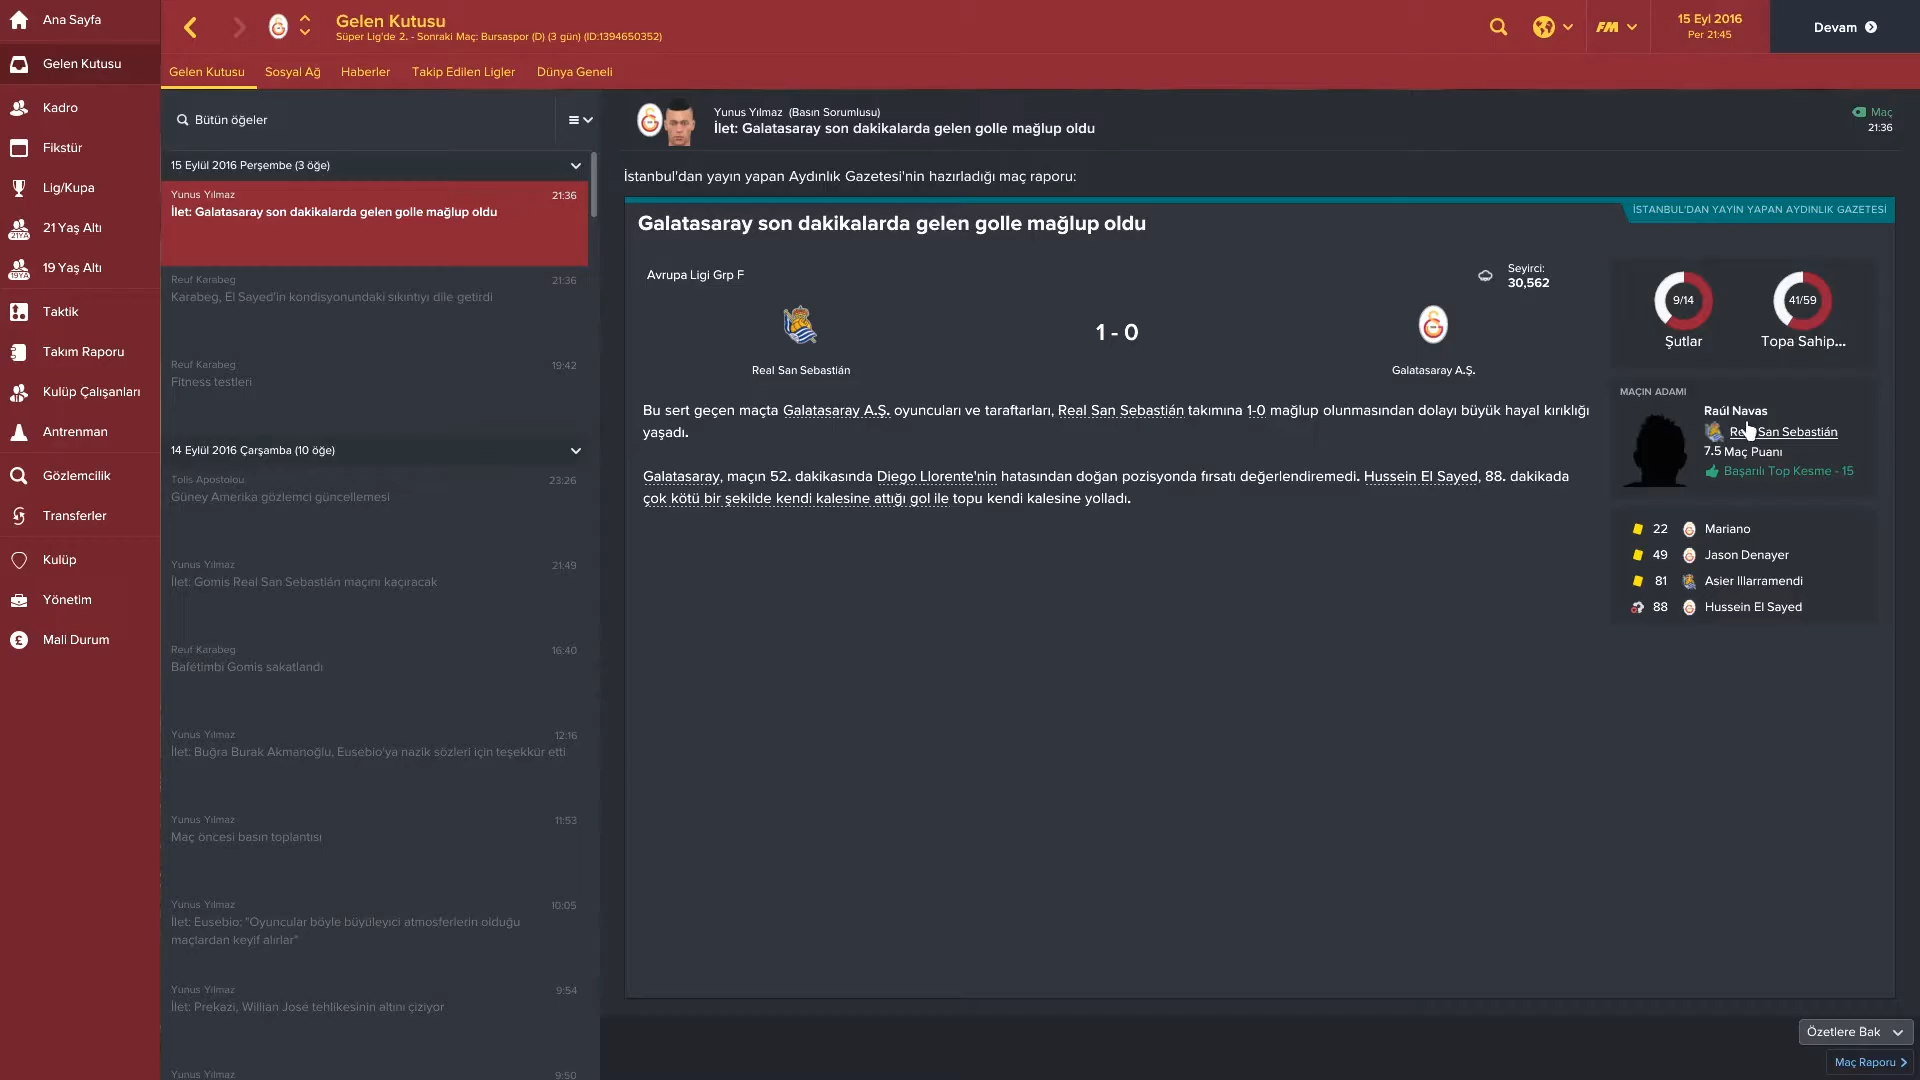 Ana Sayfa
Gelen Kutusu
Kadro
Fikstür
Lig/Kupa
21 Yaş Altı
19 Yaş Altı
Taktik
Takım Raporu
Kulüp Çalışanları
Antrenman
Gözlemcilik
Transferler
Kulüp
Yönetim
Mali Durum
Gelen Kutusu
Süper Lig'de 2. - Sonraki Maç: Bursaspor (D) (3 gün) (ID:1394650352)
FM
15 Eyl 2016
Per 21:45
Devam
Gelen Kutusu Sosyal Ağ Haberler Takip Edilen Ligler Dünya Geneli
Bütün öğeler
15 Eylül 2016 Perşembe (3 öğe)
Yunus Yılmaz 21:36
İlet: Galatasaray son dakikalarda gelen golle mağlup oldu
Reuf Karabeg 21:36
Karabeg, El Sayed'in kondisyonundaki sıkıntıyı dile getirdi
Reuf Karabeg 19:42
Fitness testleri
14 Eylül 2016 Çarşamba (10 öğe)
Tolis Apostolou 23:26
Güney Amerika gözlemci güncellemesi
Yunus Yılmaz 21:49
İlet: Gomis Real San Sebastián maçını kaçıracak
Reuf Karabeg 16:40
Bafétimbi Gomis sakatlandı
Yunus Yılmaz 12:16
İlet: Buğra Burak Akmanoğlu, Eusebio'ya nazik sözleri için teşekkür etti
Yunus Yılmaz 11:53
Maç öncesi basın toplantısı
Yunus Yılmaz 10:05
İlet: Eusebio: "Oyuncular böyle büyüleyici atmosferlerin olduğu
maçlardan keyif alırlar"
Yunus Yılmaz 9:54
İlet: Prekazi, Willian José tehlikesinin altını çiziyor
Yunus Yılmaz 9:50
Yunus Yılmaz (Basın Sorumlusu)
İlet: Galatasaray son dakikalarda gelen golle mağlup oldu
Maç
21:36
İstanbul'dan yayın yapan Aydınlık Gazetesi'nin hazırladığı maç raporu:
İSTANBUL'DAN YAYIN YAPAN AYDINLIK GAZETESİ
Galatasaray son dakikalarda gelen golle mağlup oldu
Avrupa Ligi Grp F
Seyirci:
30,562
1 - 0
Real San Sebastián
Galatasaray A.Ş.
Bu sert geçen maçta Galatasaray A.Ş. oyuncuları ve taraftarları, Real San Sebastián takımına 1-0 mağlup olunmasından dolayı büyük hayal kırıklığı
yaşadı.
Galatasaray, maçın 52. dakikasında Diego Llorente'nin hatasından doğan pozisyonda fırsatı değerlendiremedi. Hussein El Sayed, 88. dakikada
çok kötü bir şekilde kendi kalesine attığı gol ile topu kendi kalesine yolladı.
9/14
Şutlar
41/59
Topa Sahip...
MAÇIN ADAMI
Raúl Navas
San Sebastián
7.5 Maç Puanı
Başarılı Top Kesme - 15
22 Mariano
49 Jason Denayer
81 Asier Illarramendi
88 Hussein El Sayed
Özetlere Bak
Maç Raporu